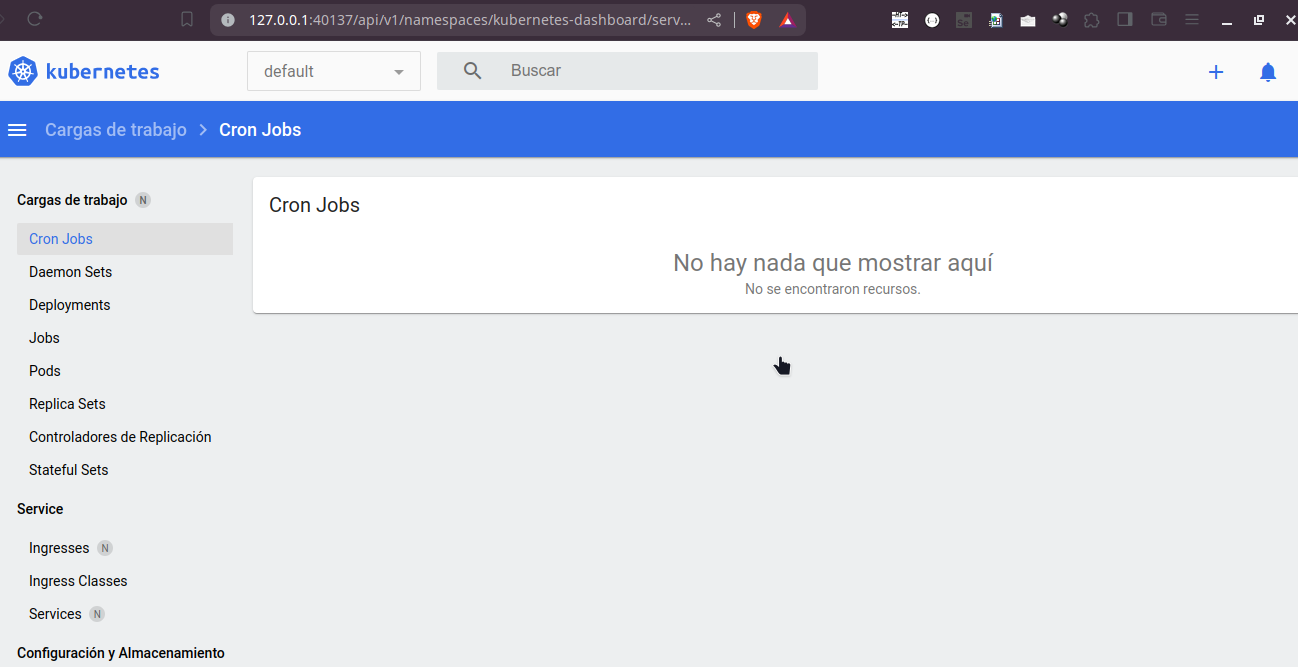 127.0.0.1:40137/api/v1/namespaces/kubernetes-dashboard/serv...
kubernetes
default
Buscar
Cargas de trabajo
Cron Jobs
Cargas de trabajo N
Cron Jobs
Daemon Sets
Deployments
Jobs
Pods
Replica Sets
Controladores de Replicación
Stateful Sets
Service
Ingresses N
Ingress Classes
Services N
Configuración y Almacenamiento
Cron Jobs
No hay nada que mostrar aquí
No se encontraron recursos.